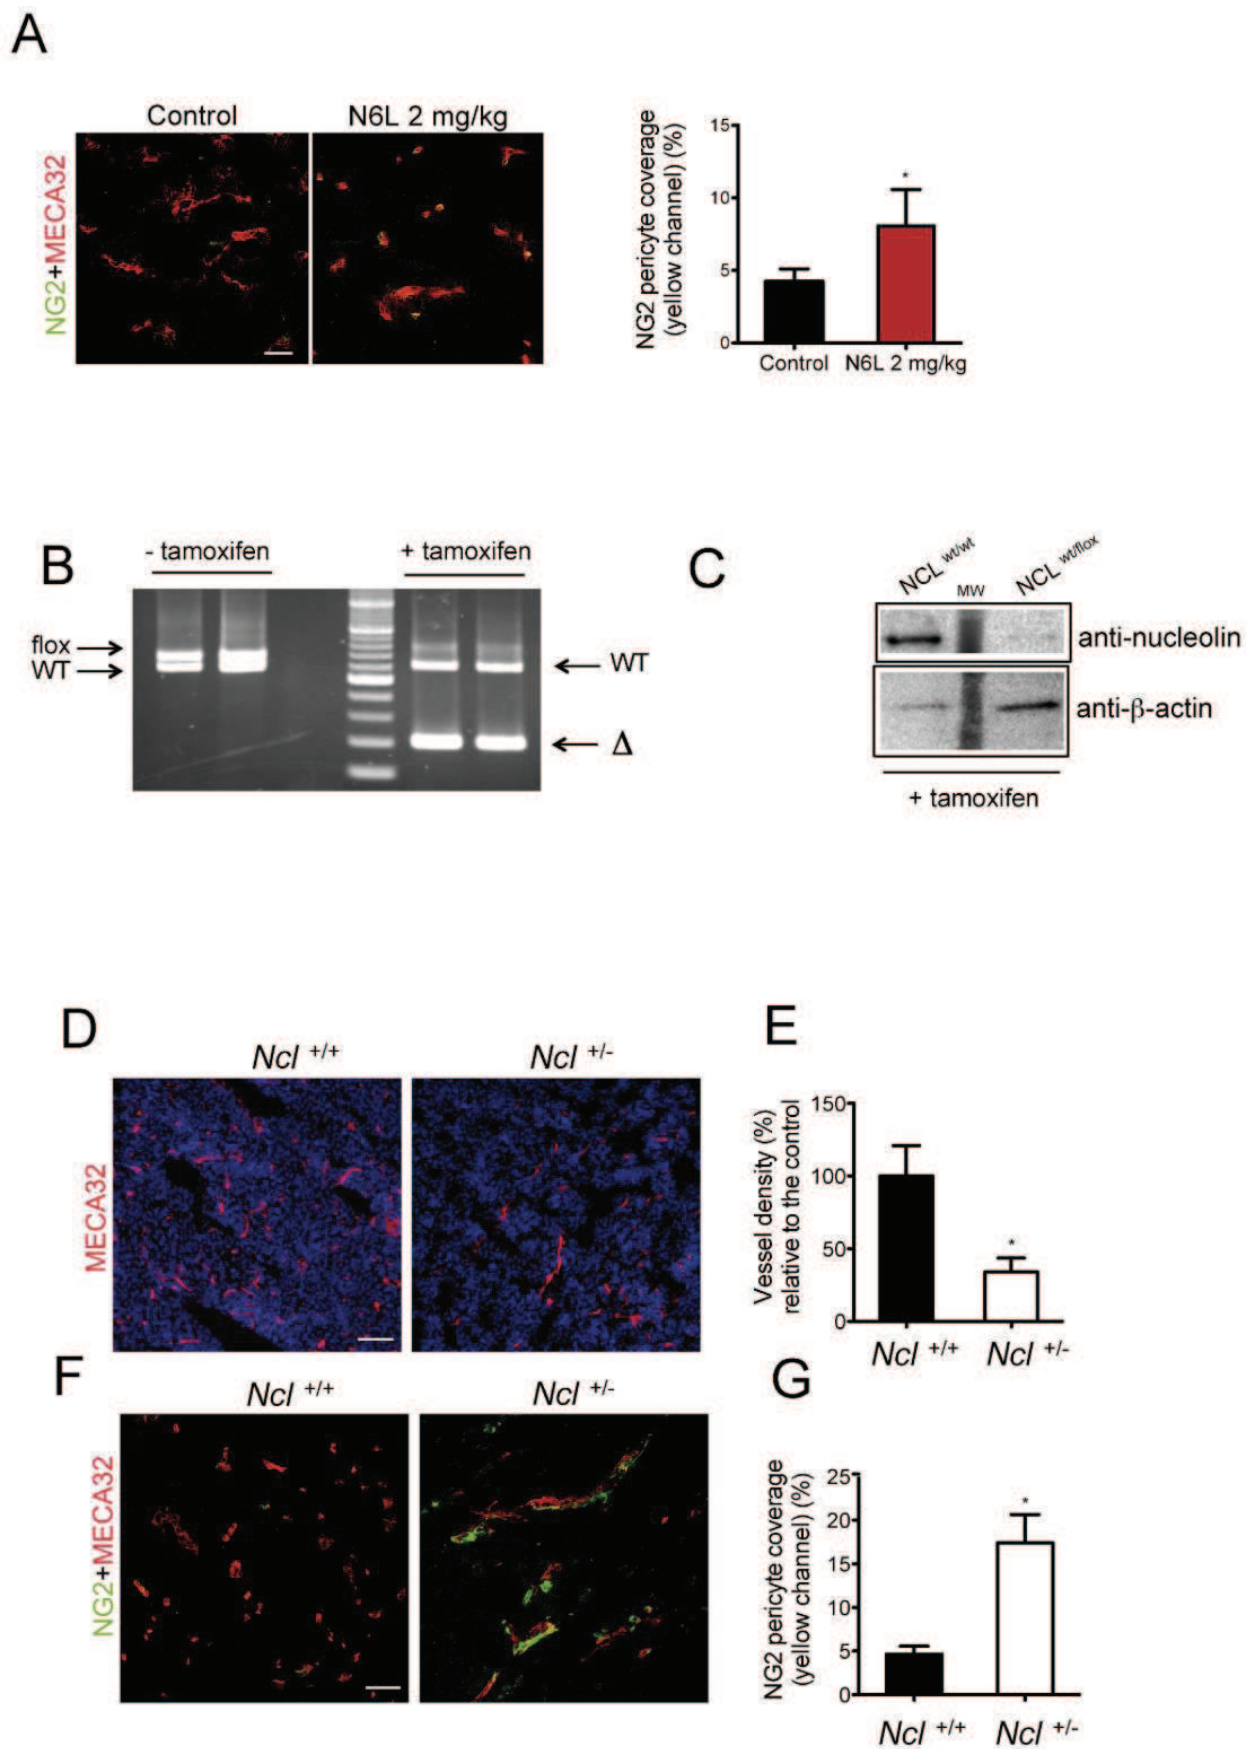 A
Control
N6L 2 mg/kg
NG2+MECA32
NG2 pericyte coverage
(yellow channel) (%)
15
10
5
0
Control
N6L 2 mg/kg
B
- tamoxifen
+ tamoxifen
flox
WT
WT
Δ
C
NCL wt/wt
MW
NCL wt/flox
anti-nucleolin
anti-β-actin
+ tamoxifen
D
Ncl +/+
Ncl +/-
MECA32
E
Vessel density (%)
relative to the control
150
100
50
0
*
Ncl +/+
Ncl +/-
F
Ncl +/+
Ncl +/-
NG2+MECA32
G
NG2 pericyte coverage
(yellow channel) (%)
25
20
15
10
5
0
*
Ncl +/+
Ncl +/-